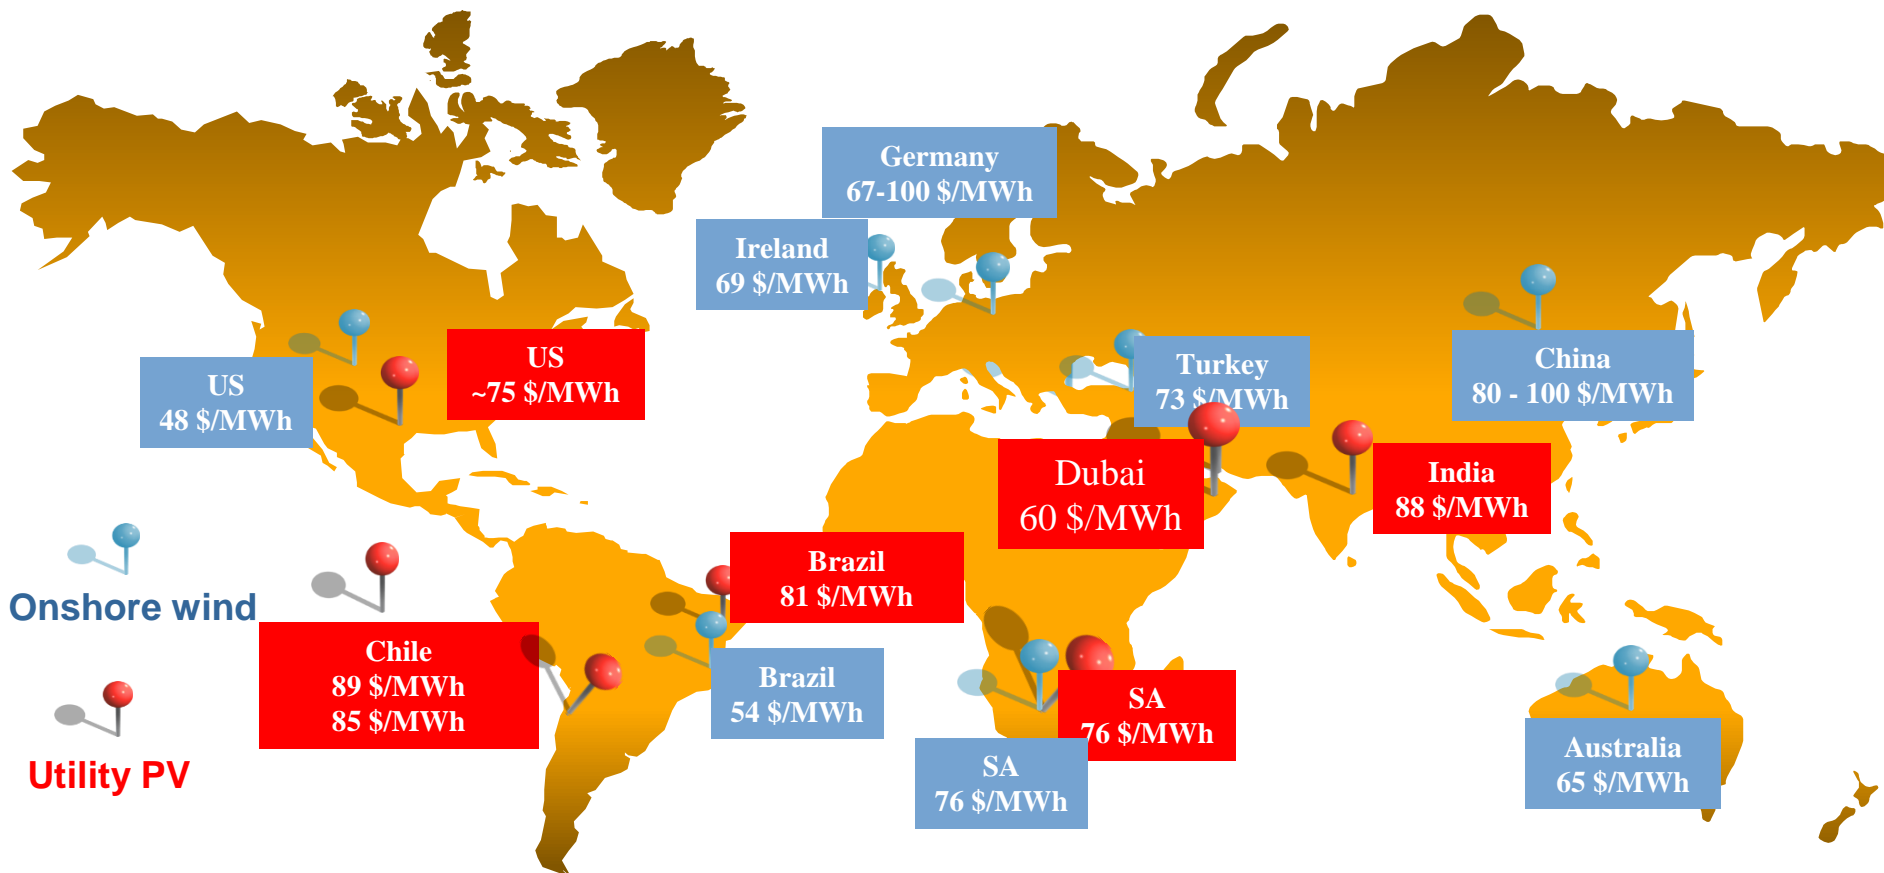 Germany
67-100 $/MWh
Ireland
69 $/MWh
US
~75 $/MWh
US
48 $/MWh
Turkey
73 $/MWh
China
80 - 100 $/MWh
Dubai
60 $/MWh
India
88 $/MWh
Onshore wind
Brazil
81 $/MWh
Chile
89 $/MWh
85 $/MWh
Brazil
54 $/MWh
SA
76 $/MWh
SA
76 $/MWh
Australia
65 $/MWh
Utility PV